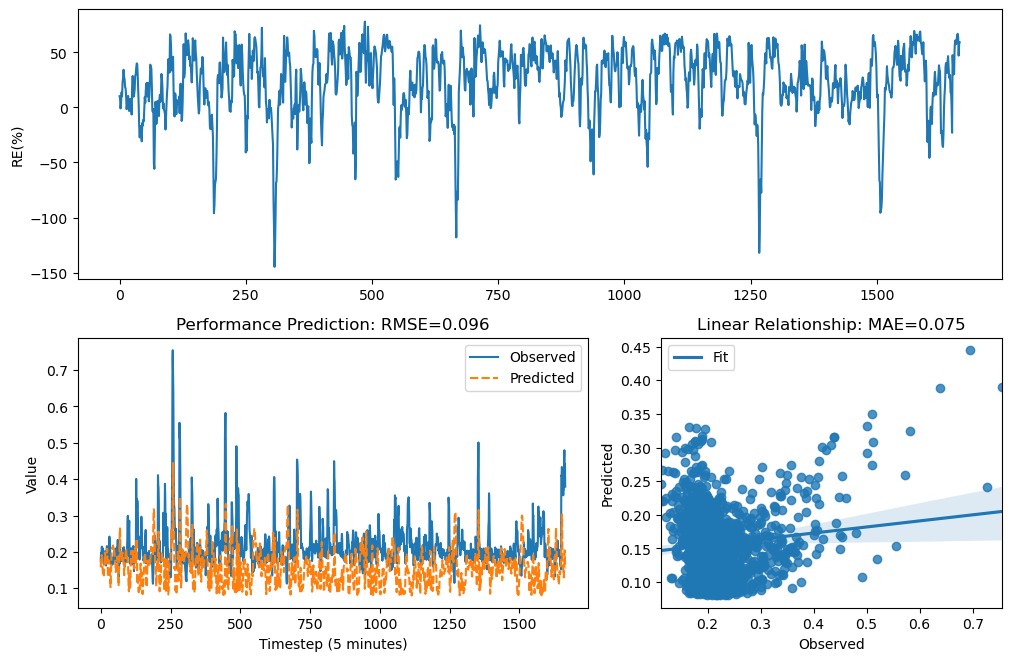 RE(%)
50
0
−50
−100
−150
0 250 500 750 1000 1250 1500
Performance Prediction: RMSE=0.096
Value
0.7
0.6
0.5
0.4
0.3
0.2
0.1
Observed
Predicted
0 250 500 750 1000 1250 1500
Timestep (5 minutes)
Linear Relationship: MAE=0.075
Predicted
0.45
0.40
0.35
0.30
0.25
0.20
0.15
0.10
Fit
0.2 0.3 0.4 0.5 0.6 0.7
Observed